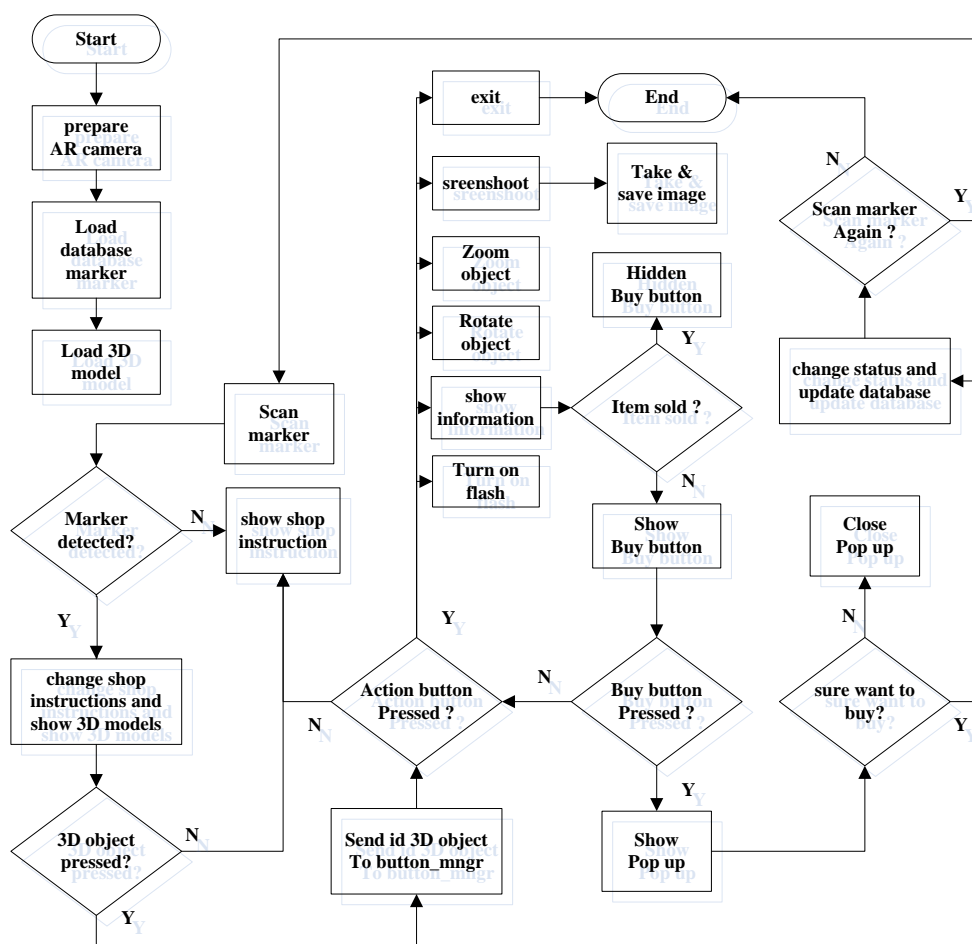 Start
prepare
AR camera
Load
database
marker
Load 3D
model
Scan
marker
Marker
detected?
N
show shop
instruction
Y
change shop
instructions and
show 3D models
3D object
pressed?
N
Y
Send id 3D object
To button_mngr
Action button
Pressed ?
N
Y
exit
End
sreenshoot
Take &
save image
Zoom
object
Rotate
object
show
information
Turn on
flash
Item sold ?
Y
Hidden
Buy button
N
Show
Buy button
Buy button
Pressed ?
N
Y
Show
Pop up
sure want to
buy?
N
Close
Pop up
Y
change status and
update database
Scan marker
Again ?
N
Y